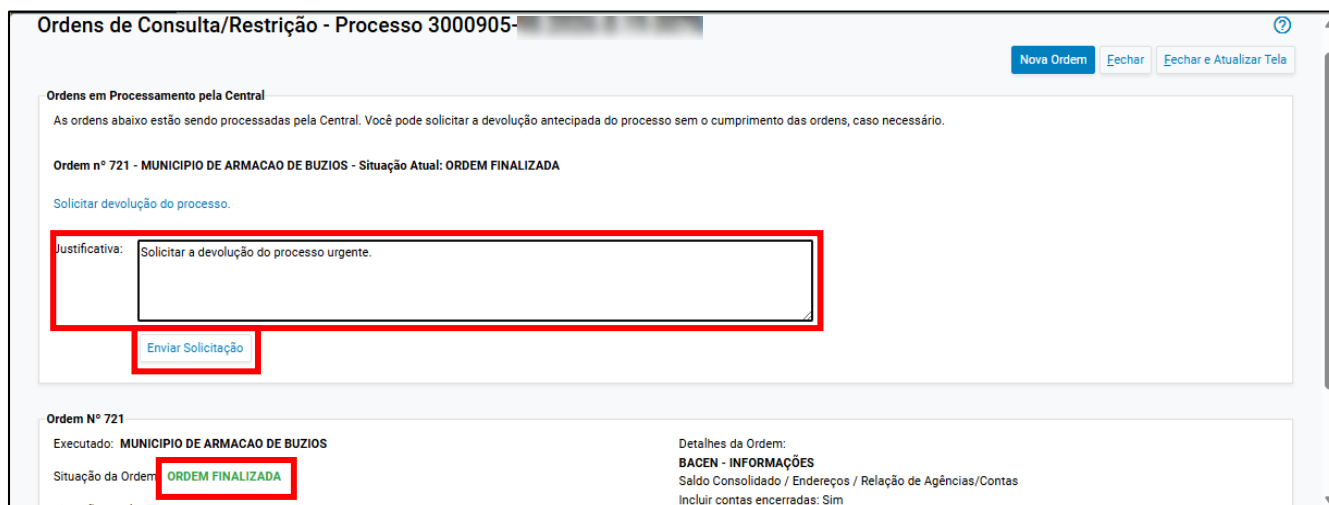 Ordens de Consulta/Restrição - Processo 3000905-
Nova Ordem
Fechar
Fechar e Atualizar Tela
Ordens em Processamento pela Central
As ordens abaixo estão sendo processadas pela Central. Você pode solicitar a devolução antecipada do processo sem o cumprimento das ordens, caso necessário.
Ordem nº 721 - MUNICIPIO DE ARMACAO DE BUZIOS - Situação Atual: ORDEM FINALIZADA
Solicitar devolução do processo.
Justificativa:
Solicitar a devolução do processo urgente.
Enviar Solicitação
Ordem Nº 721
Executado: MUNICIPIO DE ARMACAO DE BUZIOS
Situação da Ordem: ORDEM FINALIZADA
Detalhes da Ordem:
BACEN - INFORMAÇÕES
Saldo Consolidado / Endereços / Relação de Agências/Contas
Incluir contas encerradas: Sim